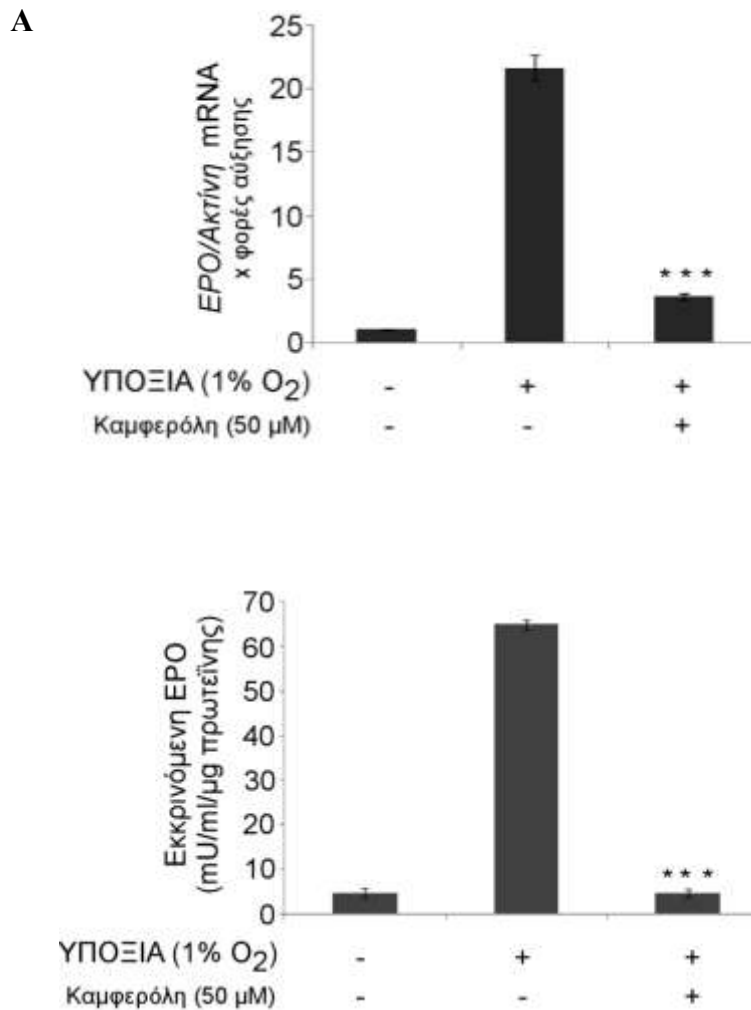 A
EPO/Ακτίνη mRNA
x φορές αύξησης
25
20
15
10
5
0
* * *
ΥΠΟΞΙΑ (1% O2) - + +
Καμφερόλη (50 μM) - - +
Εκκρινόμενη EPO
(mU/ml/μg πρωτεΐνης)
70
60
50
40
30
20
10
0
* * *
ΥΠΟΞΙΑ (1% O2) - + +
Καμφερόλη (50 μM) - - +